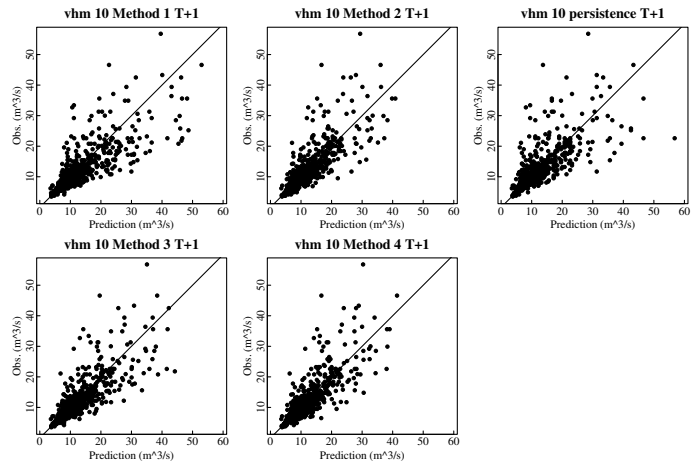 vhm 10 Method 1 T+1
vhm 10 Method 2 T+1
vhm 10 persistence T+1
Obs. (m^3/s)
10 20 30 40 50
Obs. (m^3/s)
10 20 30 40 50
Obs. (m^3/s)
10 20 30 40 50
0 10 20 30 40 50 60
0 10 20 30 40 50 60
0 10 20 30 40 50 60
Prediction (m^3/s)
Prediction (m^3/s)
Prediction (m^3/s)
vhm 10 Method 3 T+1
vhm 10 Method 4 T+1
Obs. (m^3/s)
10 20 30 40 50
Obs. (m^3/s)
10 20 30 40 50
0 10 20 30 40 50 60
0 10 20 30 40 50 60
Prediction (m^3/s)
Prediction (m^3/s)